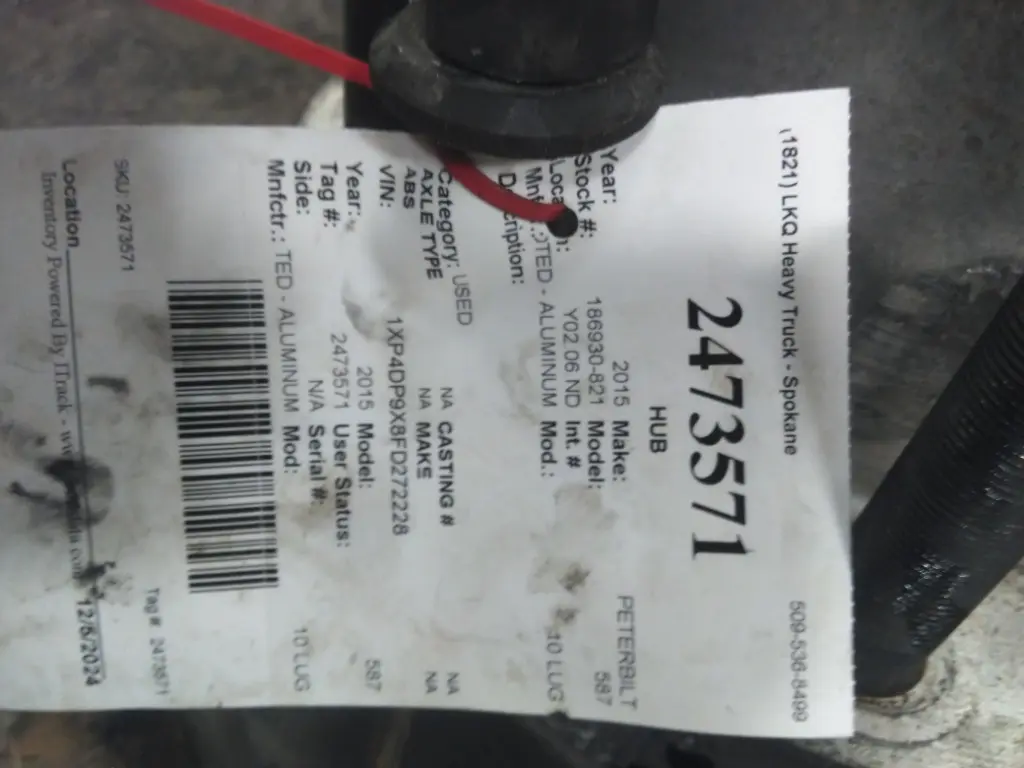 (1821) LKQ Heavy Truck - Spokane 509-536-8499
2473571
HUB
Year: 2015 Make: PETERBILT
Stock #: 186930-821 Model: 587
Y02.06 ND Int. #
TED - ALUMINUM Mod.: 10 LUG
Category: USED NA CASTING # NA
AXLE TYPE NA MAKE NA
ABS
VIN: 1XP4DP9X8FD272228
Year: 2015 Model: 587
Tag #: 2473571 User Status:
Side: N/A Serial #:
Mnfctr.: TED - ALUMINUM Mod: 10 LUG
SKU 2473571 Tag# 2473571
Location 12/5/2024
Inventory Powered By ITrack -